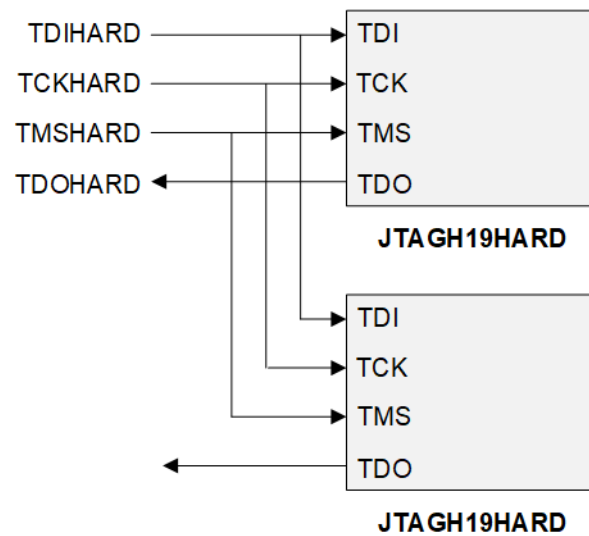 TDIHARD TDI
TCKHARD TCK
TMSHARD TMS
TDOHARD TDO
JTAGH19HARD
TDI
TCK
TMS
TDO
JTAGH19HARD